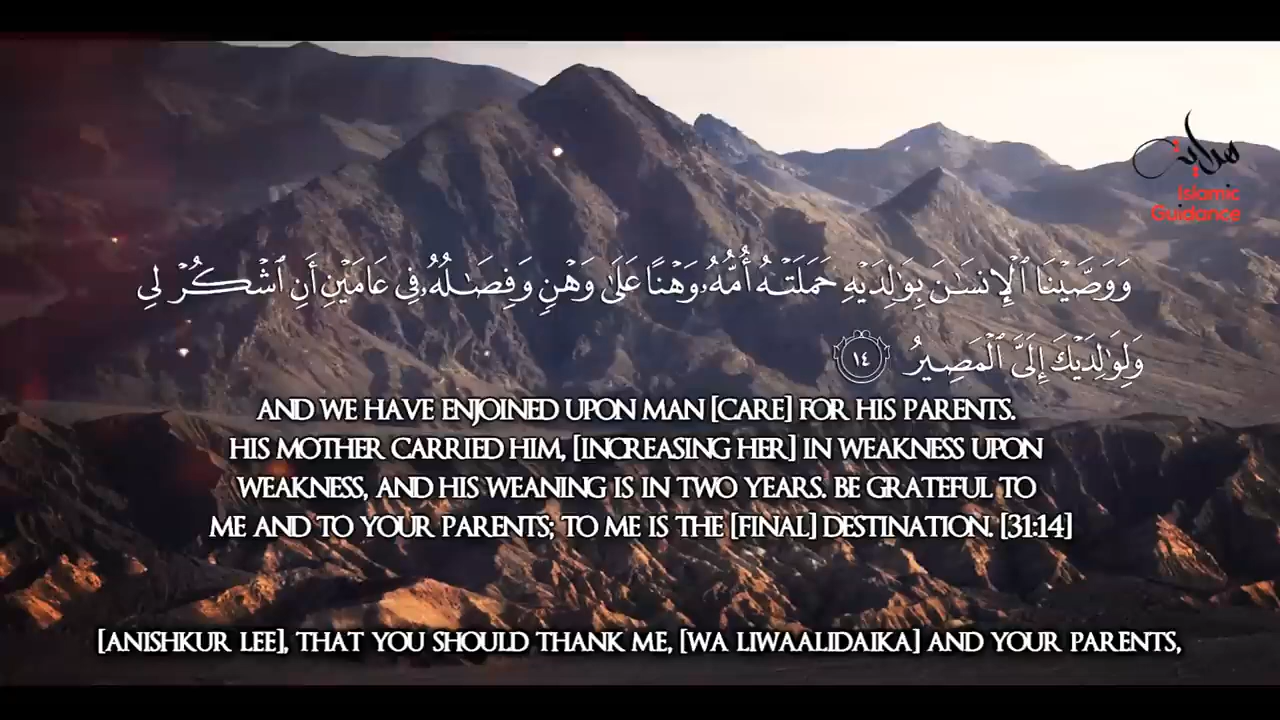 هداية
Islamic
Guidance
وَوَصَّيْنَا ٱلْإِنسَٰنَ بِوَٰلِدَيْهِ حَمَلَتْهُ أُمُّهُۥ وَهْنًا عَلَىٰ وَهْنٍ وَفِصَٰلُهُۥ فِى عَامَيْنِ أَنِ ٱشْكُرْ لِى
وَلِوَٰلِدَيْكَ إِلَىَّ ٱلْمَصِيرُ ١٤
AND WE HAVE ENJOINED UPON MAN [CARE] FOR HIS PARENTS.
HIS MOTHER CARRIED HIM, [INCREASING HER] IN WEAKNESS UPON
WEAKNESS, AND HIS WEANING IS IN TWO YEARS. BE GRATEFUL TO
ME AND TO YOUR PARENTS; TO ME IS THE [FINAL] DESTINATION. [31:14]
[ANISHKUR LEE], THAT YOU SHOULD THANK ME, [WA LIWAALIDAIKA] AND YOUR PARENTS,